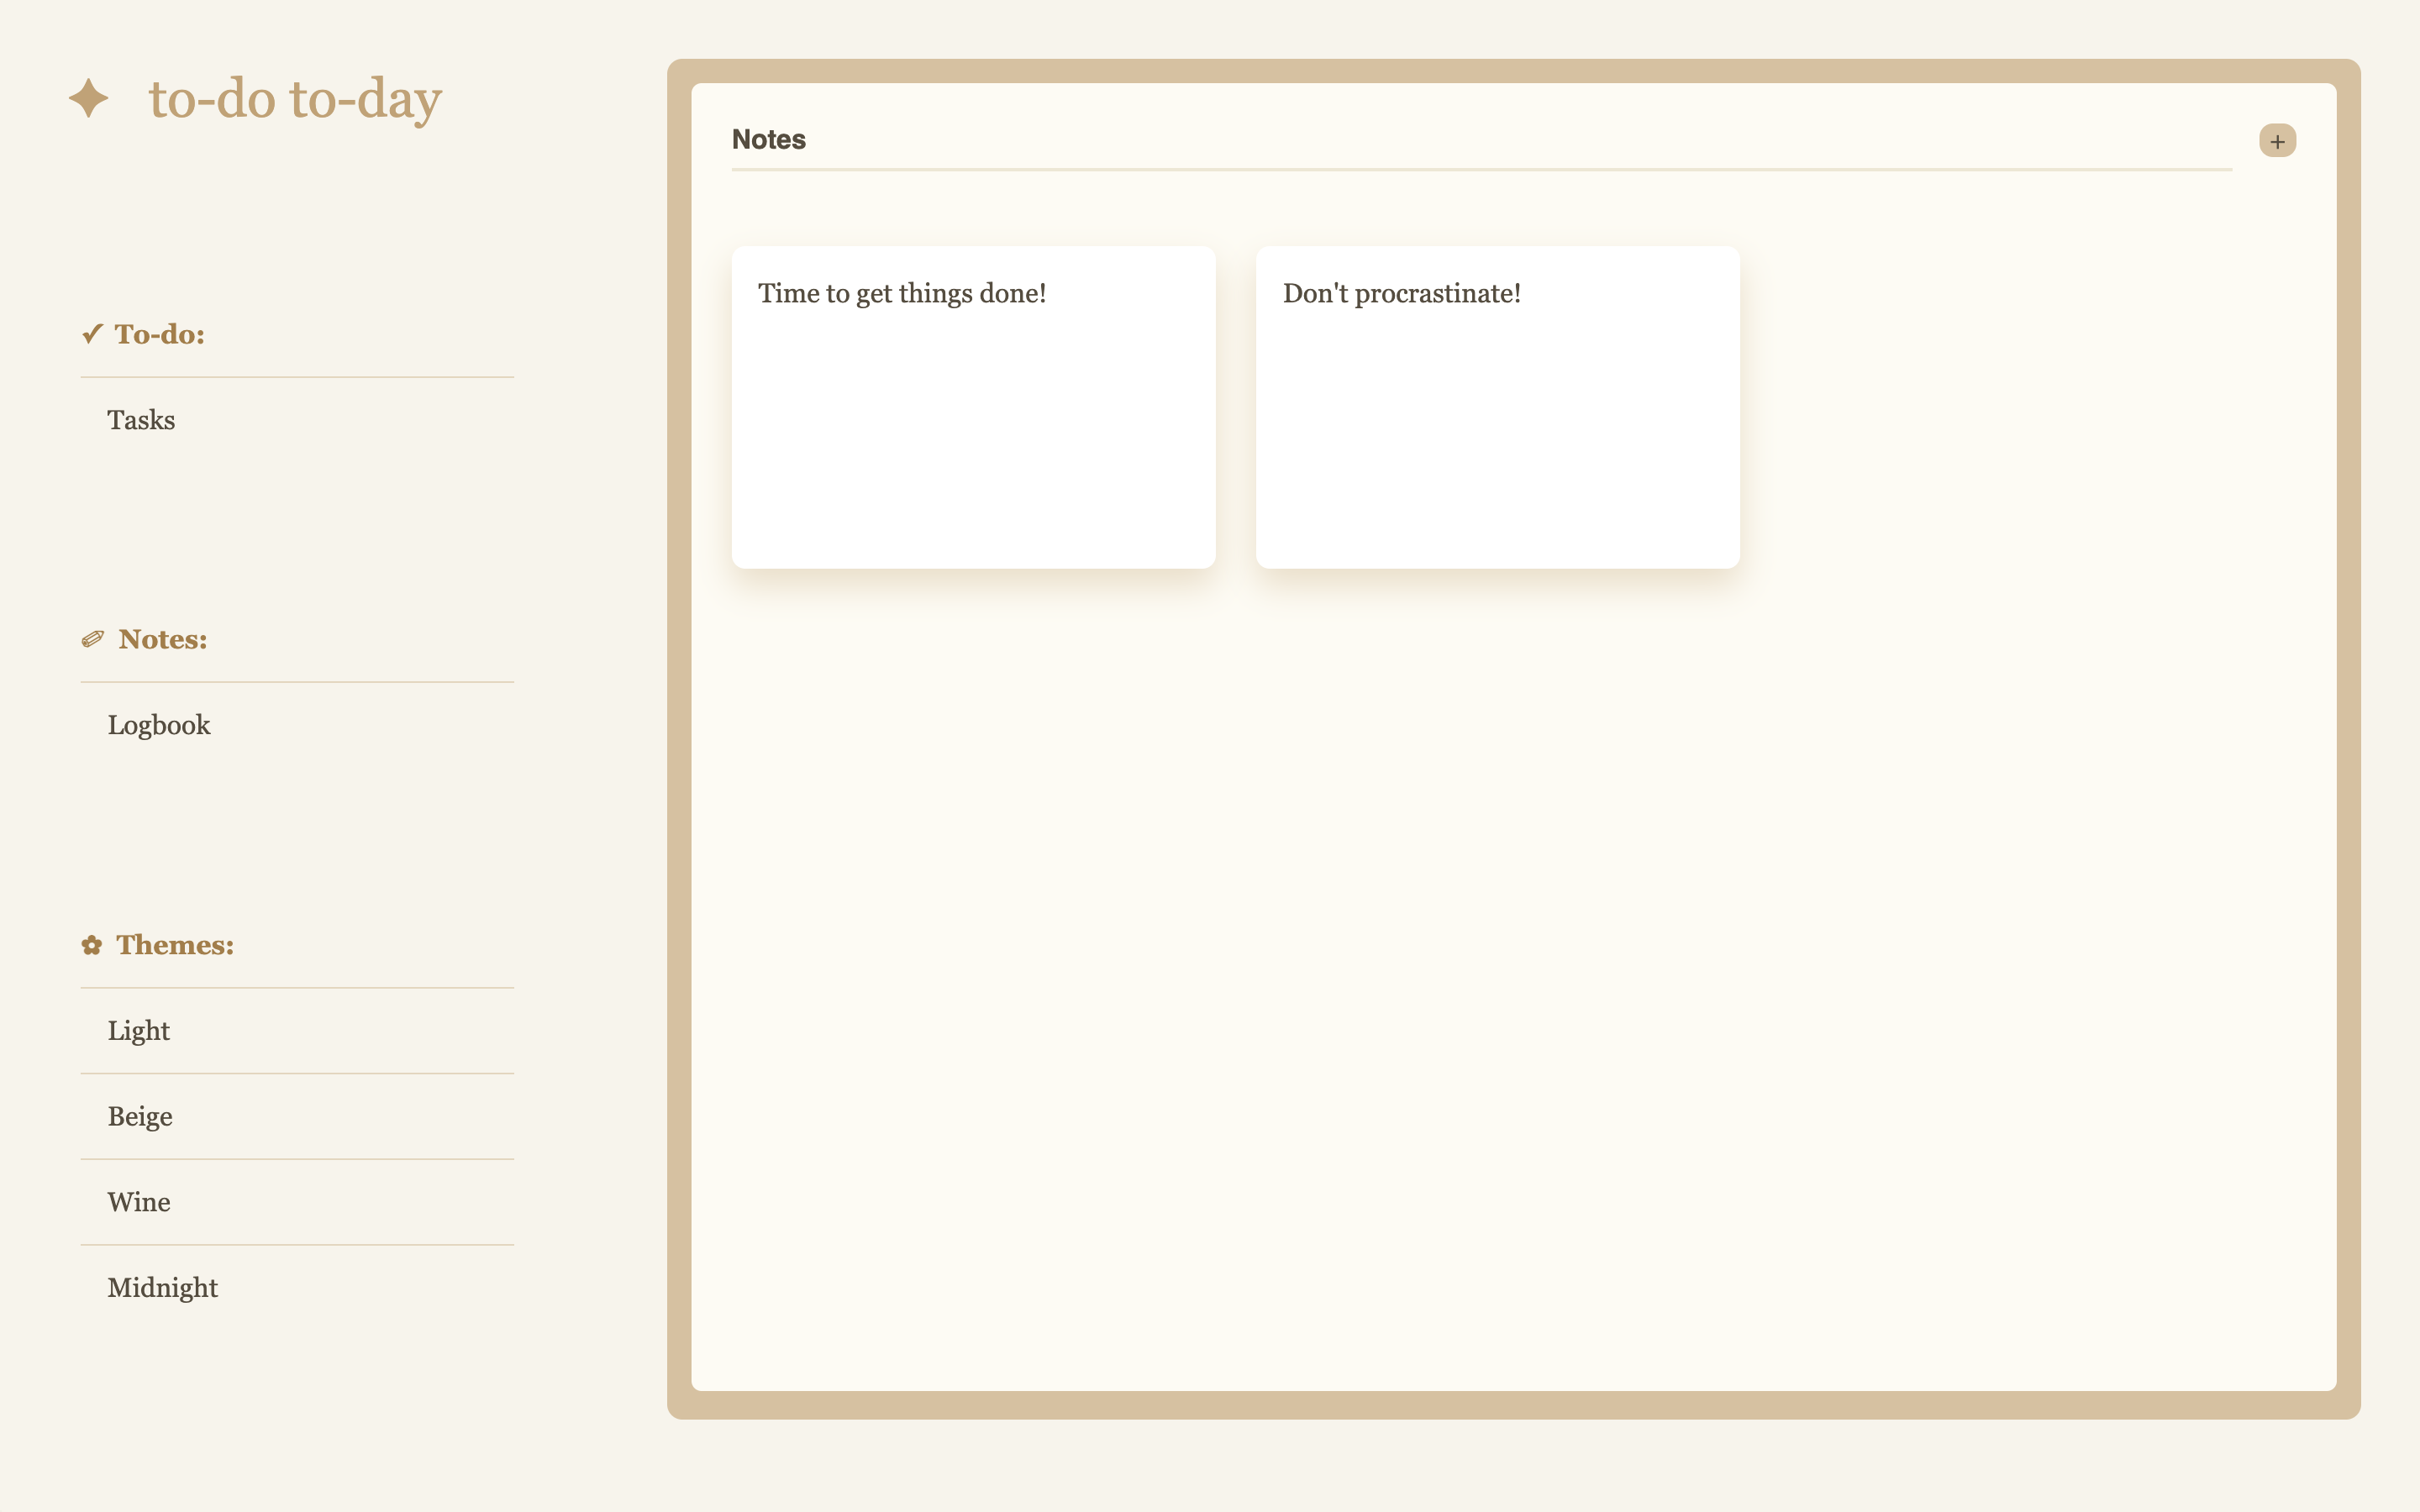 ✦ to-do to-day
✓ To-do:
Tasks
✏ Notes:
Logbook
✿ Themes:
Light
Beige
Wine
Midnight
Notes
+
Time to get things done!
Don't procrastinate!